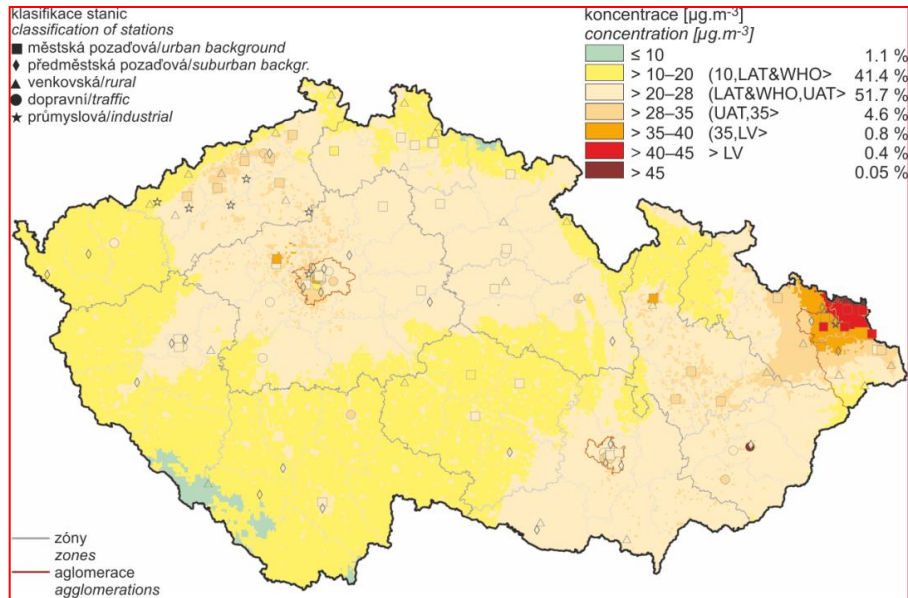 klasifikace stanic
classification of stations
městská pozaďová/urban background
předměstská pozaďová/suburban backgr.
venkovská/rural
dopravní/traffic
průmyslová/industrial
koncentrace [µg.m-3]
concentration [µg.m-3]
≤ 10 1.1 %
> 10–20 (10,LAT&WHO> 41.4 %
> 20–28 (LAT&WHO,UAT> 51.7 %
> 28–35 (UAT,35> 4.6 %
> 35–40 (35,LV> 0.8 %
> 40–45 > LV 0.4 %
> 45 0.05 %
zóny
zones
aglomerace
agglomerations